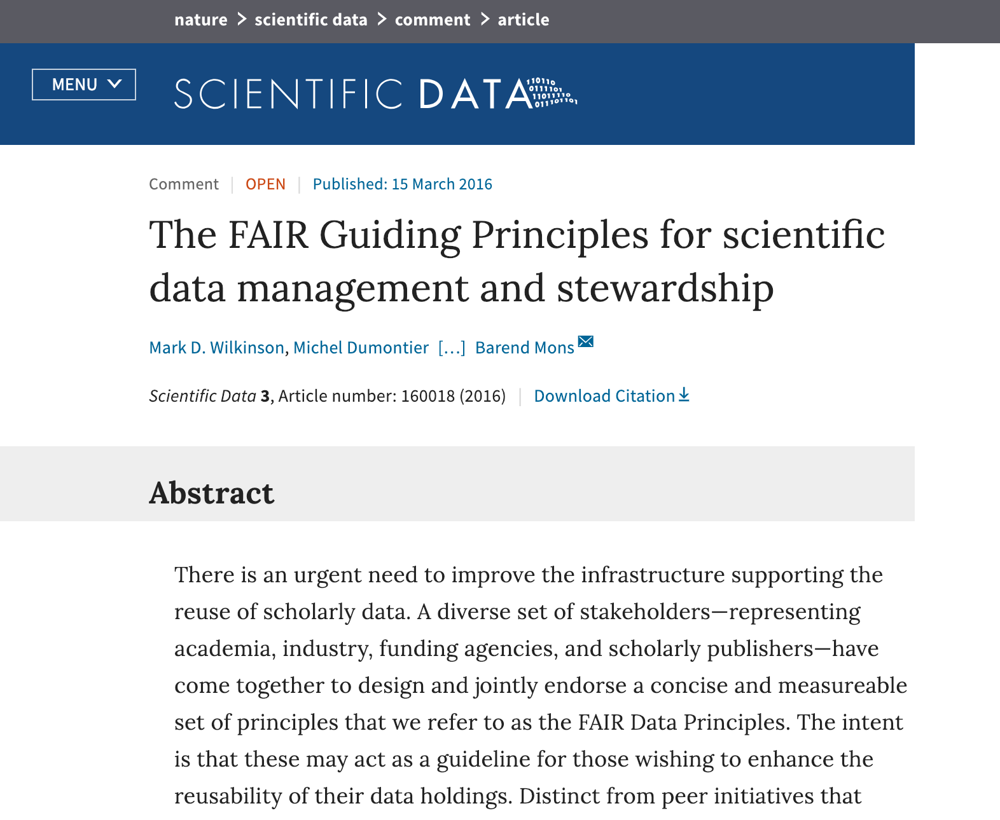 nature > scientific data > comment > article
MENU
SCIENTIFIC DATA
Comment | OPEN | Published: 15 March 2016
The FAIR Guiding Principles for scientific
data management and stewardship
Mark D. Wilkinson, Michel Dumontier [...] Barend Mons
Scientific Data 3, Article number: 160018 (2016) | Download Citation
Abstract
There is an urgent need to improve the infrastructure supporting the
reuse of scholarly data. A diverse set of stakeholders—representing
academia, industry, funding agencies, and scholarly publishers—have
come together to design and jointly endorse a concise and measureable
set of principles that we refer to as the FAIR Data Principles. The intent
is that these may act as a guideline for those wishing to enhance the
reusability of their data holdings. Distinct from peer initiatives that